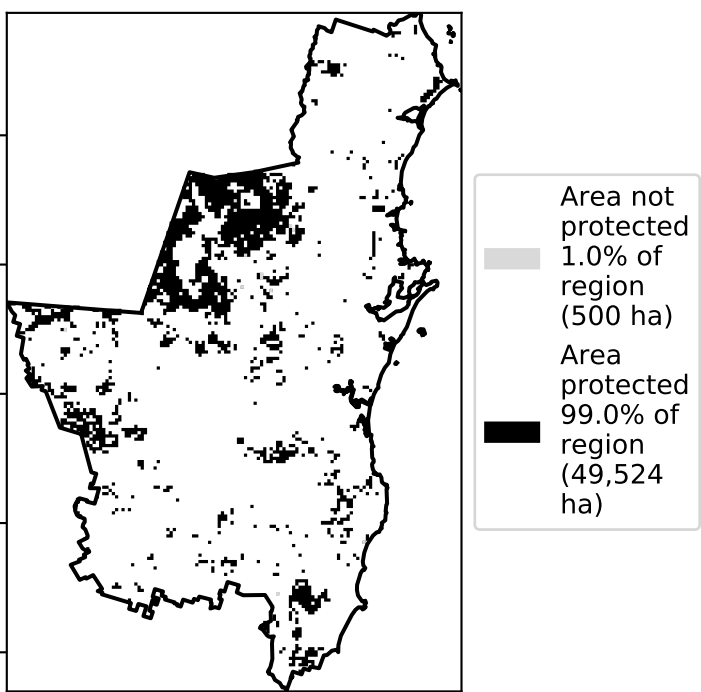 Area not
protected
1.0% of
region
(500 ha)
Area
protected
99.0% of
region
(49,524
ha)